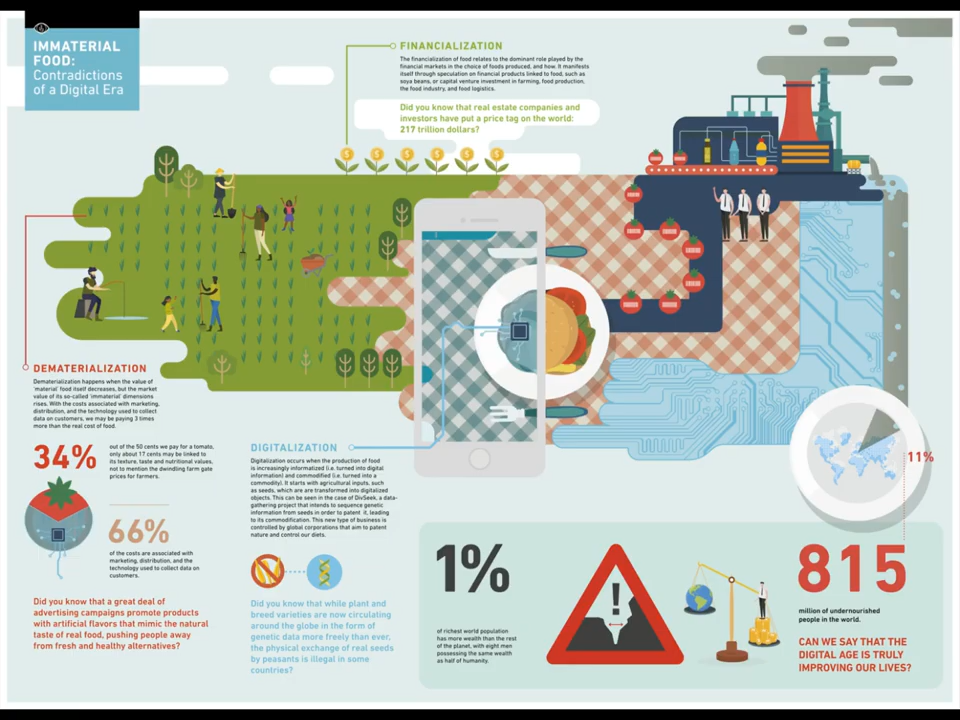 IMMATERIAL
FOOD:
Contradictions
of a Digital Era
FINANCIALIZATION
The financialization of food relates to the dominant role played by the
financial markets in the choice of foods produced, and how. It manifests
itself through speculation on financial products linked to food, such as
soya beans, or capital venture investment in farming, food production,
the food industry, and food logistics.
Did you know that real estate companies and
investors have put a price tag on the world:
217 trillion dollars?
DEMATERIALIZATION
Dematerialization happens when the value of
'material' food itself decreases, but the market
value of its so-called 'immaterial' dimensions
rises. With the costs associated with marketing,
distribution, and the technology used to collect
data on customers, we may be paying 3 times
more than the real cost of food.
34%
out of the 50 cents we pay for a tomato,
only about 17 cents may be linked to
its texture, taste and nutritional values,
not to mention the dwindling farm gate
prices for farmers.
66%
of the costs are associated with
marketing, distribution, and the
technology used to collect data on
customers.
Did you know that a great deal of
advertising campaigns promote products
with artificial flavors that mimic the natural
taste of real food, pushing people away
from fresh and healthy alternatives?
DIGITALIZATION
Digitalization occurs when the production of food
is increasingly informatized (i.e. turned into digital
information) and commodified (i.e. turned into a
commodity). It starts with agricultural inputs, such
as seeds, which are transformed into digitalized
objects. This can be seen in the case of DivSeek, a data-
gathering project that intends to sequence genetic
information from seeds in order to patent it, leading
to its commodification. This new type of business is
controlled by global corporations that aim to patent
nature and control our diets.
Did you know that while plant and
breed varieties are now circulating
around the globe in the form of
genetic data more freely than ever,
the physical exchange of real seeds
by peasants is illegal in some
countries?
1%
of richest world population
has more wealth than the rest
of the planet, with eight men
possessing the same wealth
as half of humanity.
!
11%
815
million of undernourished
people in the world.
CAN WE SAY THAT THE
DIGITAL AGE IS TRULY
IMPROVING OUR LIVES?